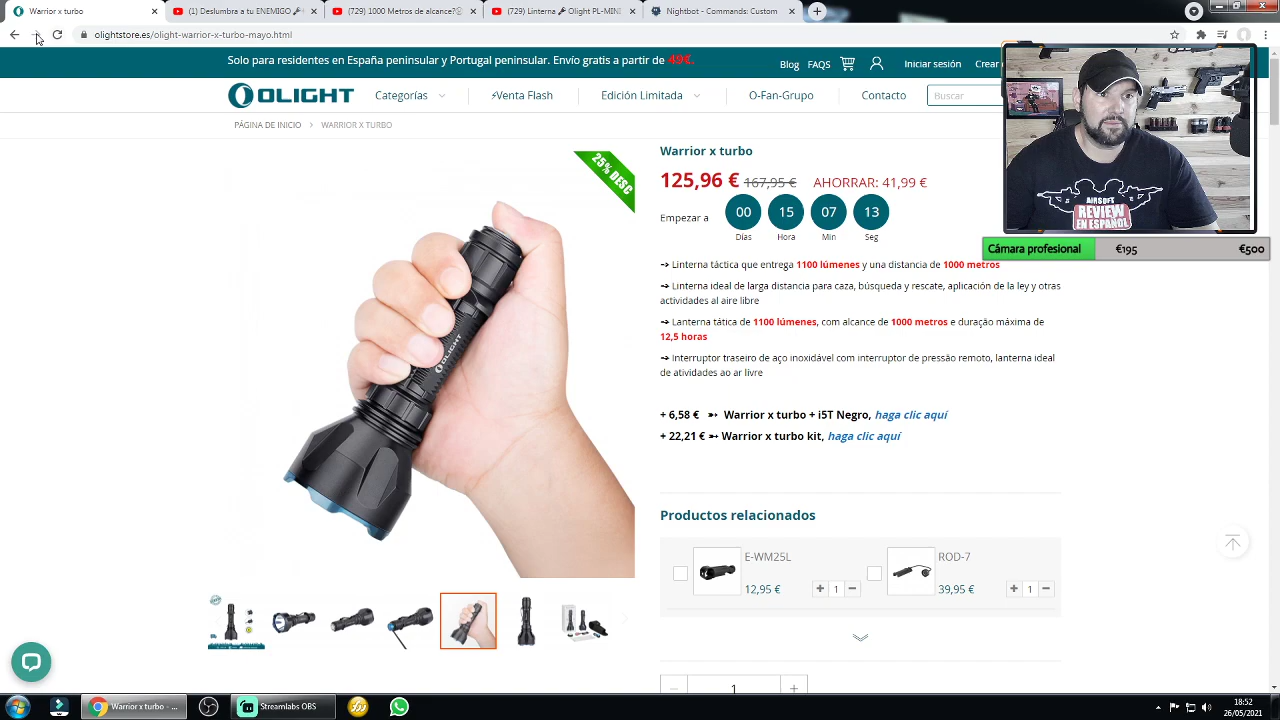 Warrior x turbo
(1) Deslumbra a tu ENEMIGO
(729) 1000 Metros de alcance?
(729) Linterna Olight PL-MINI
Nightbot - Commands: Custom
olightstore.es/olight-warrior-x-turbo-mayo.html
Solo para residentes en España peninsular y Portugal peninsular. Envío gratis a partir de 49€.
Blog FAQS Iniciar sesión Crear
OLIGHT Categorías ⚡Venta Flash Edición Limitada O-Fan-Grupo Contacto Buscar
PÁGINA DE INICIO > WARRIOR X TURBO
25% DESC
Warrior x turbo
125,96 € 167,95 € AHORRAR: 41,99 €
Empezar a 00 15 07 13
Días Hora Min Seg
AIRSOFT
REVIEW
EN ESPAÑOL
Cámara profesional €195 €500
Linterna táctica que entrega 1100 lúmenes y una distancia de 1000 metros
Linterna ideal de larga distancia para caza, búsqueda y rescate, aplicación de la ley y otras
actividades al aire libre
Lanterna tática de 1100 lúmenes, com alcance de 1000 metros e duração máxima de
12,5 horas
Interruptor traseiro de aço inoxidável com interruptor de pressão remoto, lanterna ideal
de atividades ao ar livre
OLIGHT
+ 6,58 € ➳ Warrior x turbo + i5T Negro, haga clic aquí
+ 22,21 € ➳ Warrior x turbo kit, haga clic aquí
Productos relacionados
E-WM25L
12,95 € + 1 −
ROD-7
39,95 € + 1 −
− 1 +
Warrior x turbo - ...
Streamlabs OBS
18:52
26/05/2021